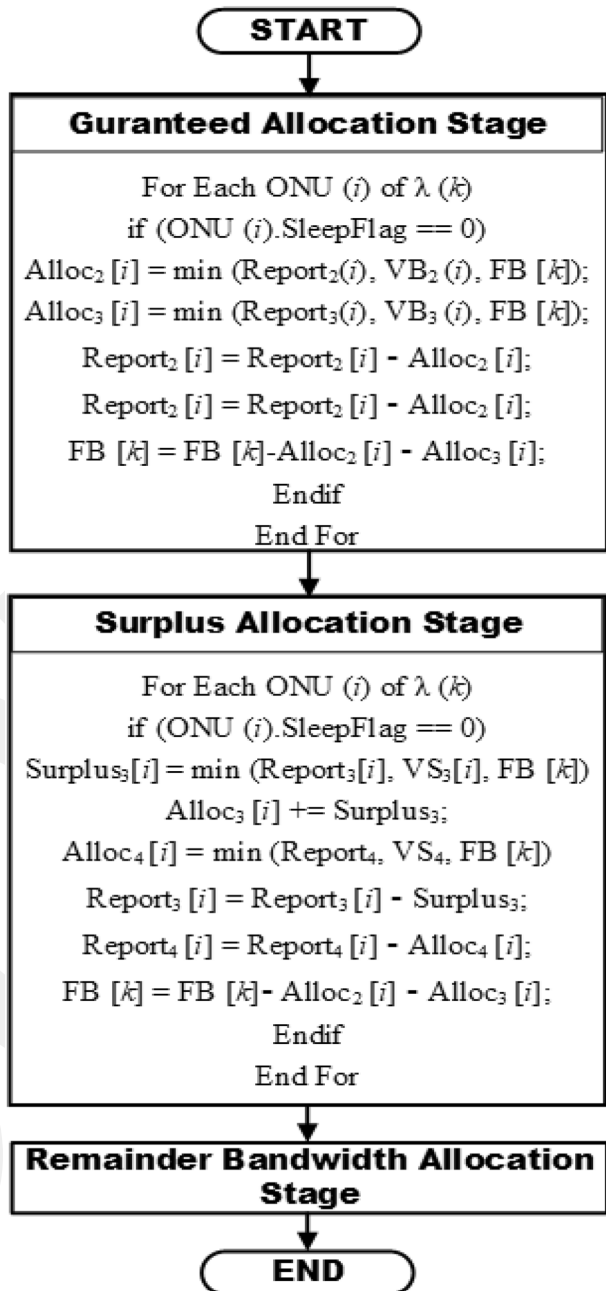 START
Guranteed Allocation Stage
For Each ONU (i) of λ (k)
if (ONU (i).SleepFlag == 0)
Alloc₂ [i] = min (Report₂(i), VB₂ (i), FB [k]);
Alloc₃ [i] = min (Report₃(i), VB₃ (i), FB [k]);
Report₂ [i] = Report₂ [i] - Alloc₂ [i];
Report₂ [i] = Report₂ [i] - Alloc₂ [i];
FB [k] = FB [k]-Alloc₂ [i] - Alloc₃ [i];
Endif
End For
Surplus Allocation Stage
For Each ONU (i) of λ (k)
if (ONU (i).SleepFlag == 0)
Surplus₃[i] = min (Report₃[i], VS₃[i], FB [k])
Alloc₃ [i] += Surplus₃;
Alloc₄ [i] = min (Report₄, VS₄, FB [k])
Report₃ [i] = Report₃ [i] - Surplus₃;
Report₄ [i] = Report₄ [i] - Alloc₄ [i];
FB [k] = FB [k]- Alloc₂ [i] - Alloc₃ [i];
Endif
End For
Remainder Bandwidth Allocation
Stage
END